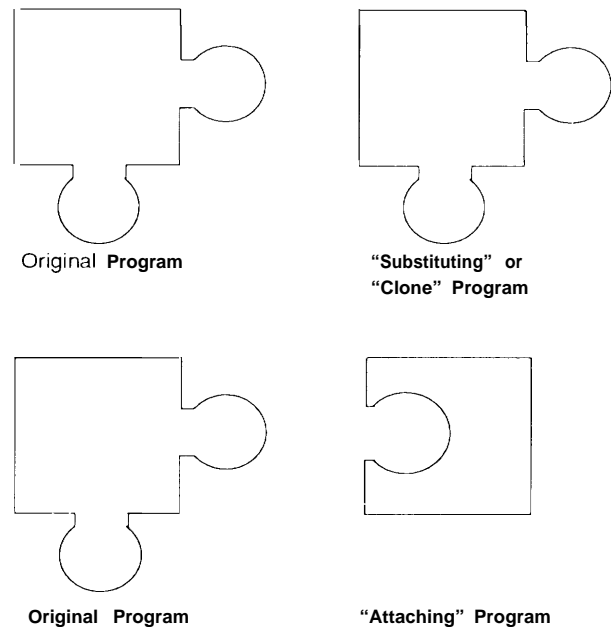 Original Program
“Substituting” or
“Clone” Program
Original Program
“Attaching” Program